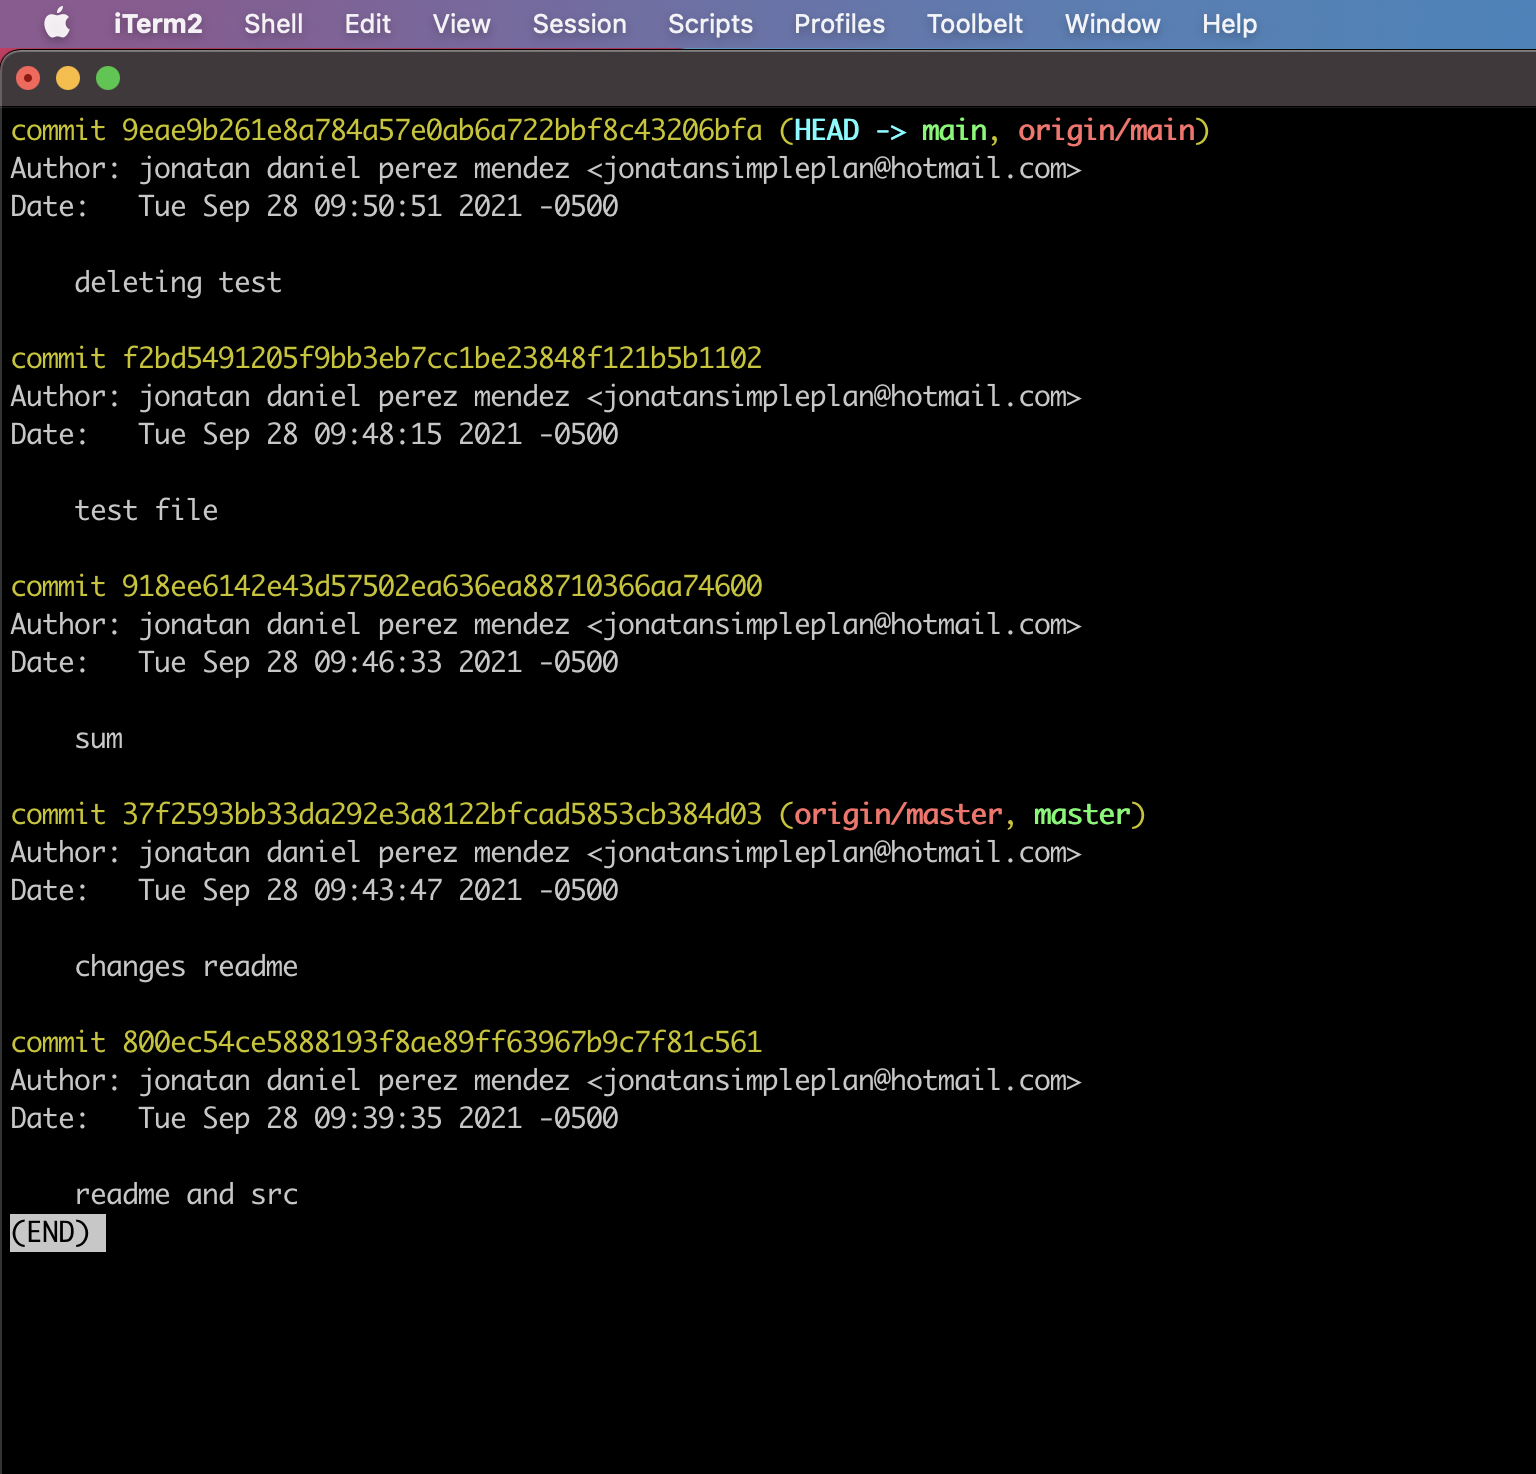 iTerm2 Shell Edit View Session Scripts Profiles Toolbelt Window Help
commit 9eae9b261e8a784a57e0ab6a722bbf8c43206bfa (HEAD -> main, origin/main)
Author: jonatan daniel perez mendez <jonatansimpleplan@hotmail.com>
Date:   Tue Sep 28 09:50:51 2021 -0500
    deleting test
commit f2bd5491205f9bb3eb7cc1be23848f121b5b1102
Author: jonatan daniel perez mendez <jonatansimpleplan@hotmail.com>
Date:   Tue Sep 28 09:48:15 2021 -0500
    test file
commit 918ee6142e43d57502ea636ea88710366aa74600
Author: jonatan daniel perez mendez <jonatansimpleplan@hotmail.com>
Date:   Tue Sep 28 09:46:33 2021 -0500
    sum
commit 37f2593bb33da292e3a8122bfcad5853cb384d03 (origin/master, master)
Author: jonatan daniel perez mendez <jonatansimpleplan@hotmail.com>
Date:   Tue Sep 28 09:43:47 2021 -0500
    changes readme
commit 800ec54ce5888193f8ae89ff63967b9c7f81c561
Author: jonatan daniel perez mendez <jonatansimpleplan@hotmail.com>
Date:   Tue Sep 28 09:39:35 2021 -0500
    readme and src
(END)